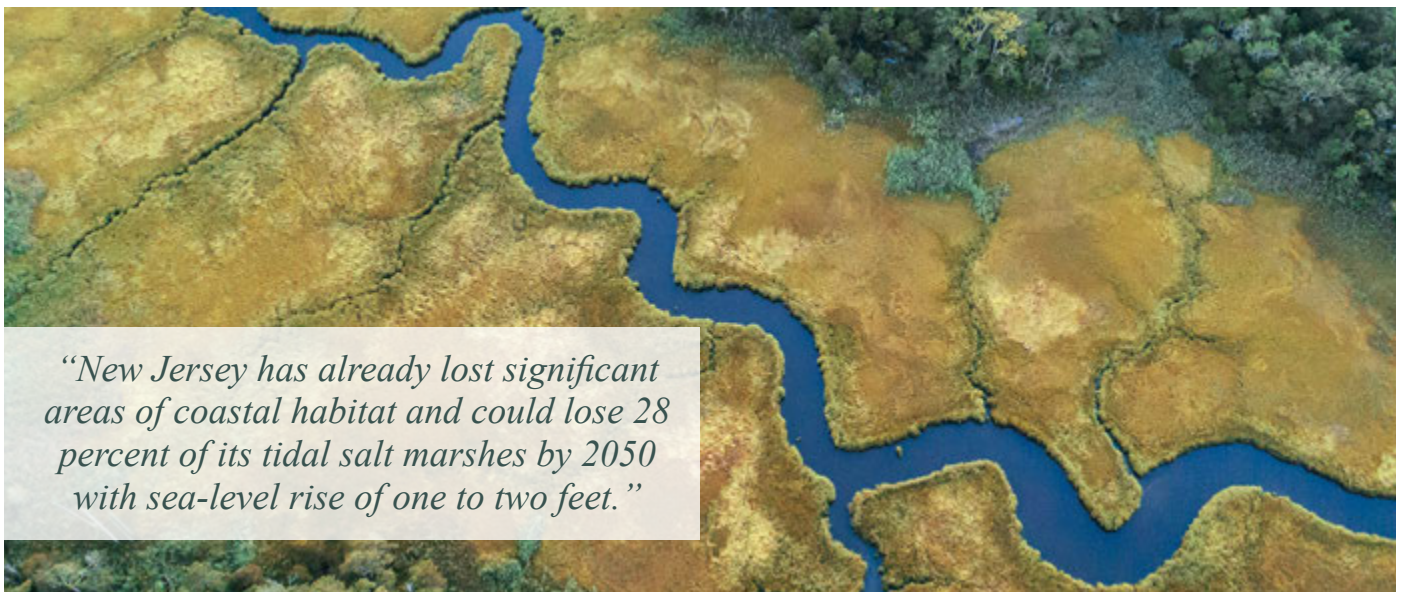 “New Jersey has already lost significant
areas of coastal habitat and could lose 28
percent of its tidal salt marshes by 2050
with sea-level rise of one to two feet.”